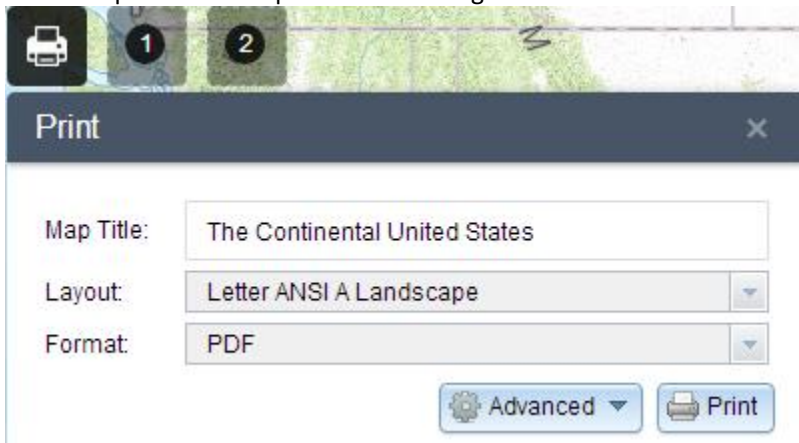 1 2
Print
Map Title: The Continental United States
Layout: Letter ANSI A Landscape
Format: PDF
Advanced Print